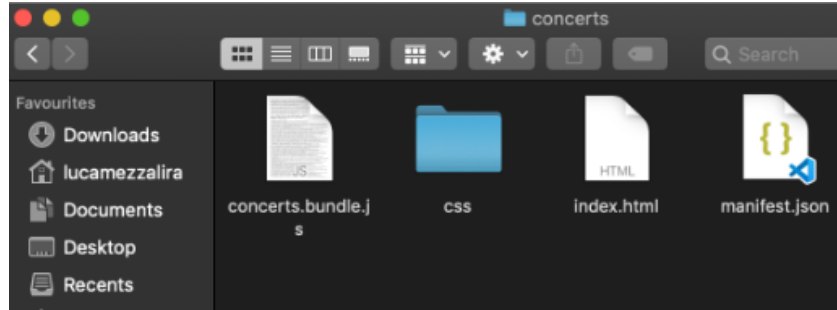 concerts
Search
Favourites
Downloads
lucamezzalira
Documents
Desktop
Recents
JS
HTML
{ }
concerts.bundle.j
s
css
index.html
manifest.json